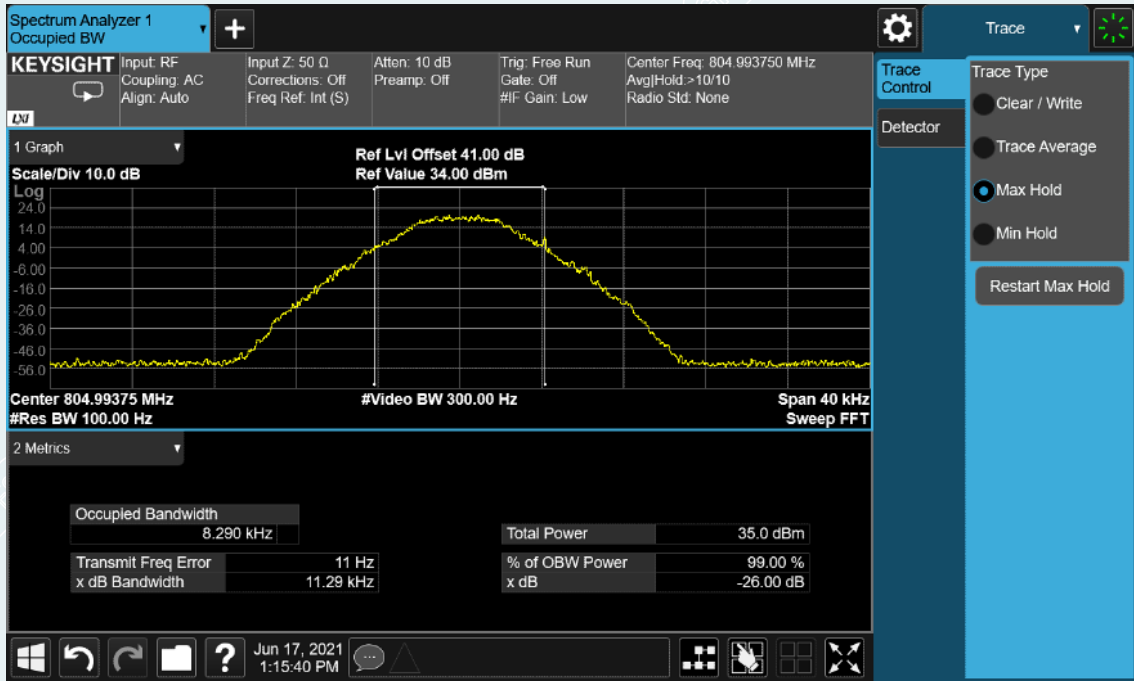 Spectrum Analyzer 1
Occupied BW
+
Trace
KEYSIGHT
LXI
Input: RF
Coupling: AC
Align: Auto
Input Z: 50 Ω
Corrections: Off
Freq Ref: Int (S)
Atten: 10 dB
Preamp: Off
Trig: Free Run
Gate: Off
#IF Gain: Low
Center Freq: 804.993750 MHz
Avg|Hold:>10/10
Radio Std: None
Trace Control
Detector
Trace Type
Clear / Write
Trace Average
Max Hold
Min Hold
Restart Max Hold
1 Graph
Scale/Div 10.0 dB
Ref Lvl Offset 41.00 dB
Ref Value 34.00 dBm
Log
24.0
14.0
4.00
-6.00
-16.0
-26.0
-36.0
-46.0
-56.0
Center 804.99375 MHz
#Video BW 300.00 Hz
Span 40 kHz
#Res BW 100.00 Hz
Sweep FFT
2 Metrics
Occupied Bandwidth
8.290 kHz
Total Power 35.0 dBm
Transmit Freq Error 11 Hz
% of OBW Power 99.00 %
x dB Bandwidth 11.29 kHz
x dB -26.00 dB
?
Jun 17, 2021
1:15:40 PM